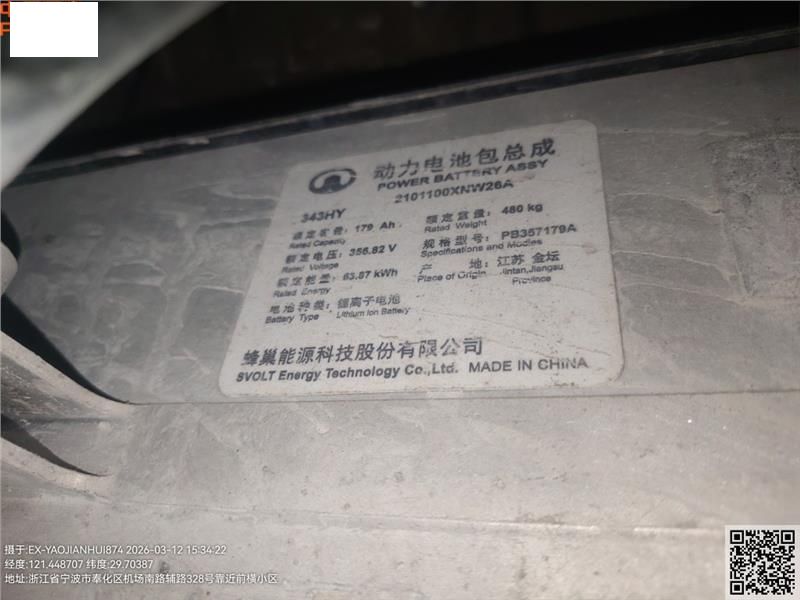 动力电池包总成
POWER BATTERY ASSY
2101100XNW26A
343HY
额定容量：179 Ah
Rated Capacity
额定重量：480 kg
Rated Weight
额定电压：356.82 V
Rated Voltage
规格型号：PB357179A
Specifications and Modles
额定能量：63.87 kWh
Rated Energy
产 地：江苏 金坛
Place of Origin Jintan,Jiangsu
Province
电池种类：锂离子电池
Battery Type Lithium Ion Battery
蜂巢能源科技股份有限公司
SVOLT Energy Technology Co.,Ltd. MADE IN CHINA
摄于:EX-YAOJIANHUI874 2026-03-12 15:34:22
经度:121.448707 纬度:29.70387
地址:浙江省宁波市奉化区机场南路辅路328号靠近前横小区